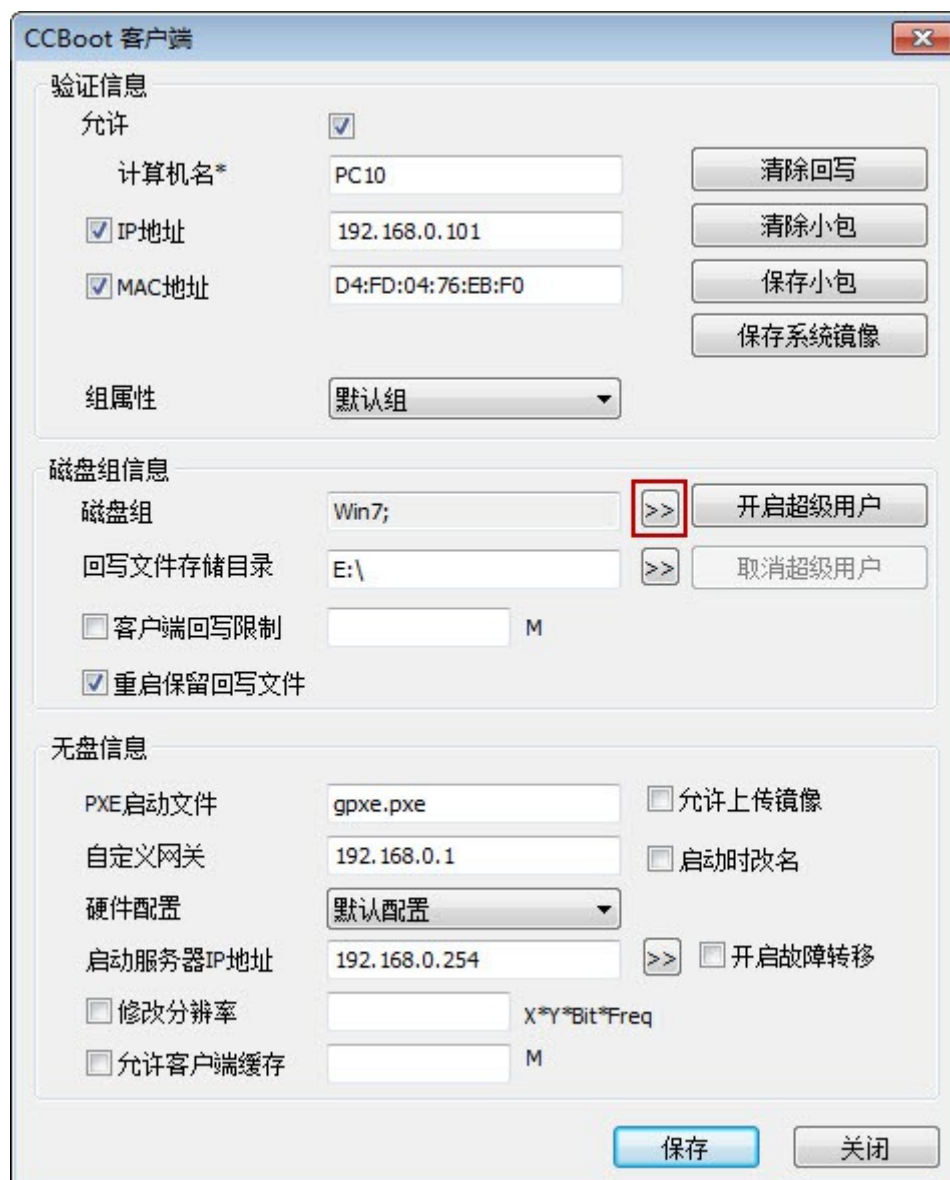 CCBoot 客户端
验证信息
允许
计算机名* PC10 清除回写
IP地址 192.168.0.101 清除小包
MAC地址 D4:FD:04:76:EB:F0 保存小包
保存系统镜像
组属性 默认组
磁盘组信息
磁盘组 Win7; >> 开启超级用户
回写文件存储目录 E:\ >> 取消超级用户
客户端回写限制 M
重启保留回写文件
无盘信息
PXE启动文件 gpxe.pxe 允许上传镜像
自定义网关 192.168.0.1 启动时改名
硬件配置 默认配置
启动服务器IP地址 192.168.0.254 >> 开启故障转移
修改分辨率 X*Y*Bit*Freq
允许客户端缓存 M
保存 关闭